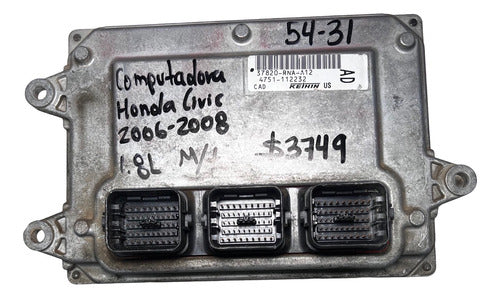 54-31
37820-RNA-A12
4751-112232
CAD KEIHIN US
AD
Computadora
Honda Civic
2006-2008
1.8L
$3749